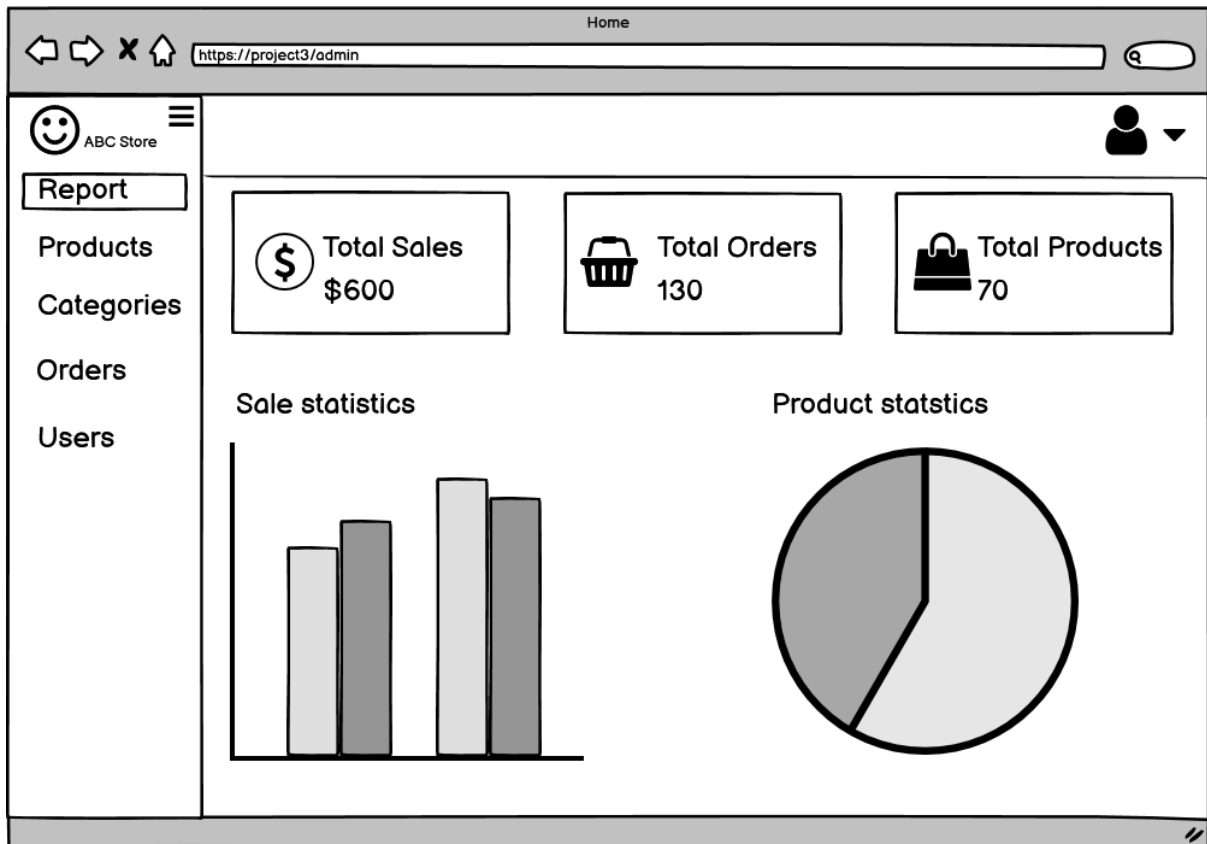 Home
https://project3/admin
ABC Store
Report
Products
Categories
Orders
Users
Total Sales
$600
Total Orders
130
Total Products
70
Sale statistics
Product statstics